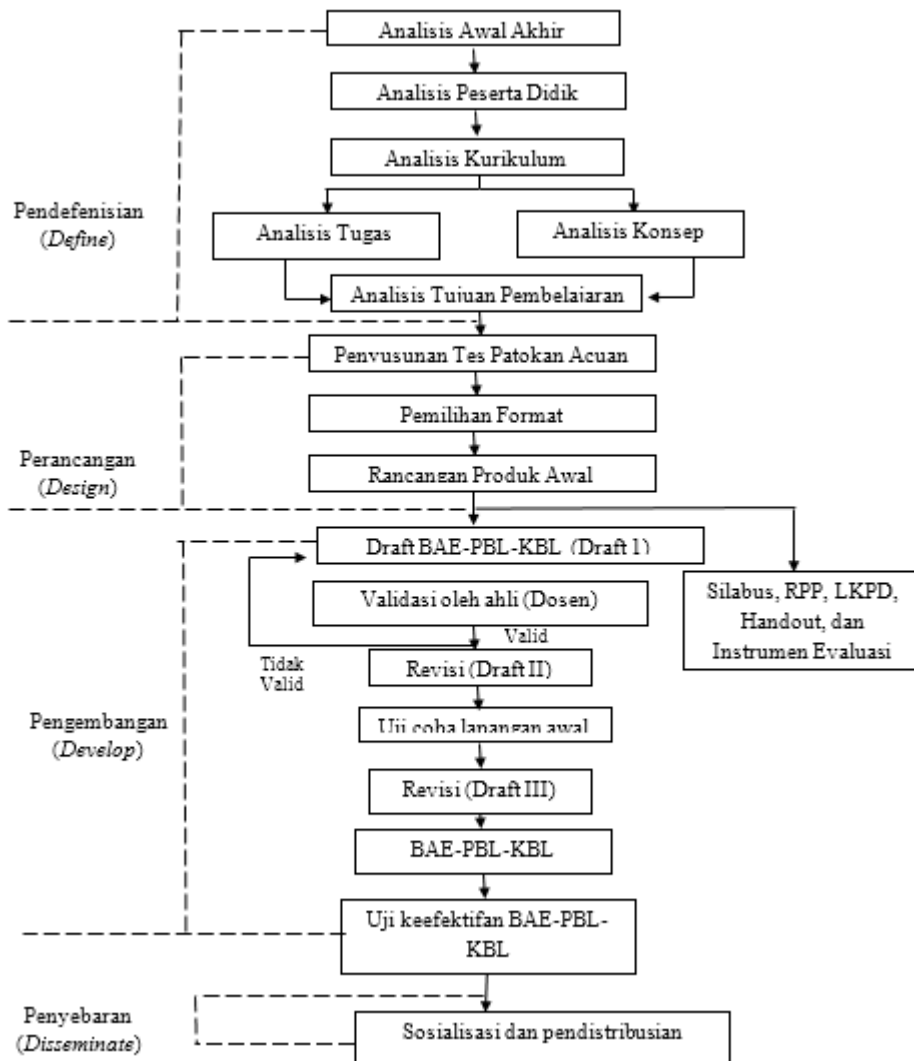 Analisis Awal Akhir
Analisis Peserta Didik
Analisis Kurikulum
Pendefenisian
(Define)
Analisis Tugas
Analisis Konsep
Analisis Tujuan Pembelajaran
Penyusunan Tes Patokan Acuan
Pemilihan Format
Perancangan
(Design)
Rancangan Produk Awal
Draft BAE-PBL-KBL (Draft 1)
Silabus, RPP, LKPD,
Handout, dan
Instrumen Evaluasi
Validasi oleh ahli (Dosen)
Valid
Tidak
Valid
Revisi (Draft II)
Pengembangan
(Develop)
Uji coba lapangan awal
Revisi (Draft III)
BAE-PBL-KBL
Uji keefektifan BAE-PBL-
KBL
Penyebaran
(Disseminate)
Sosialisasi dan pendistribusian